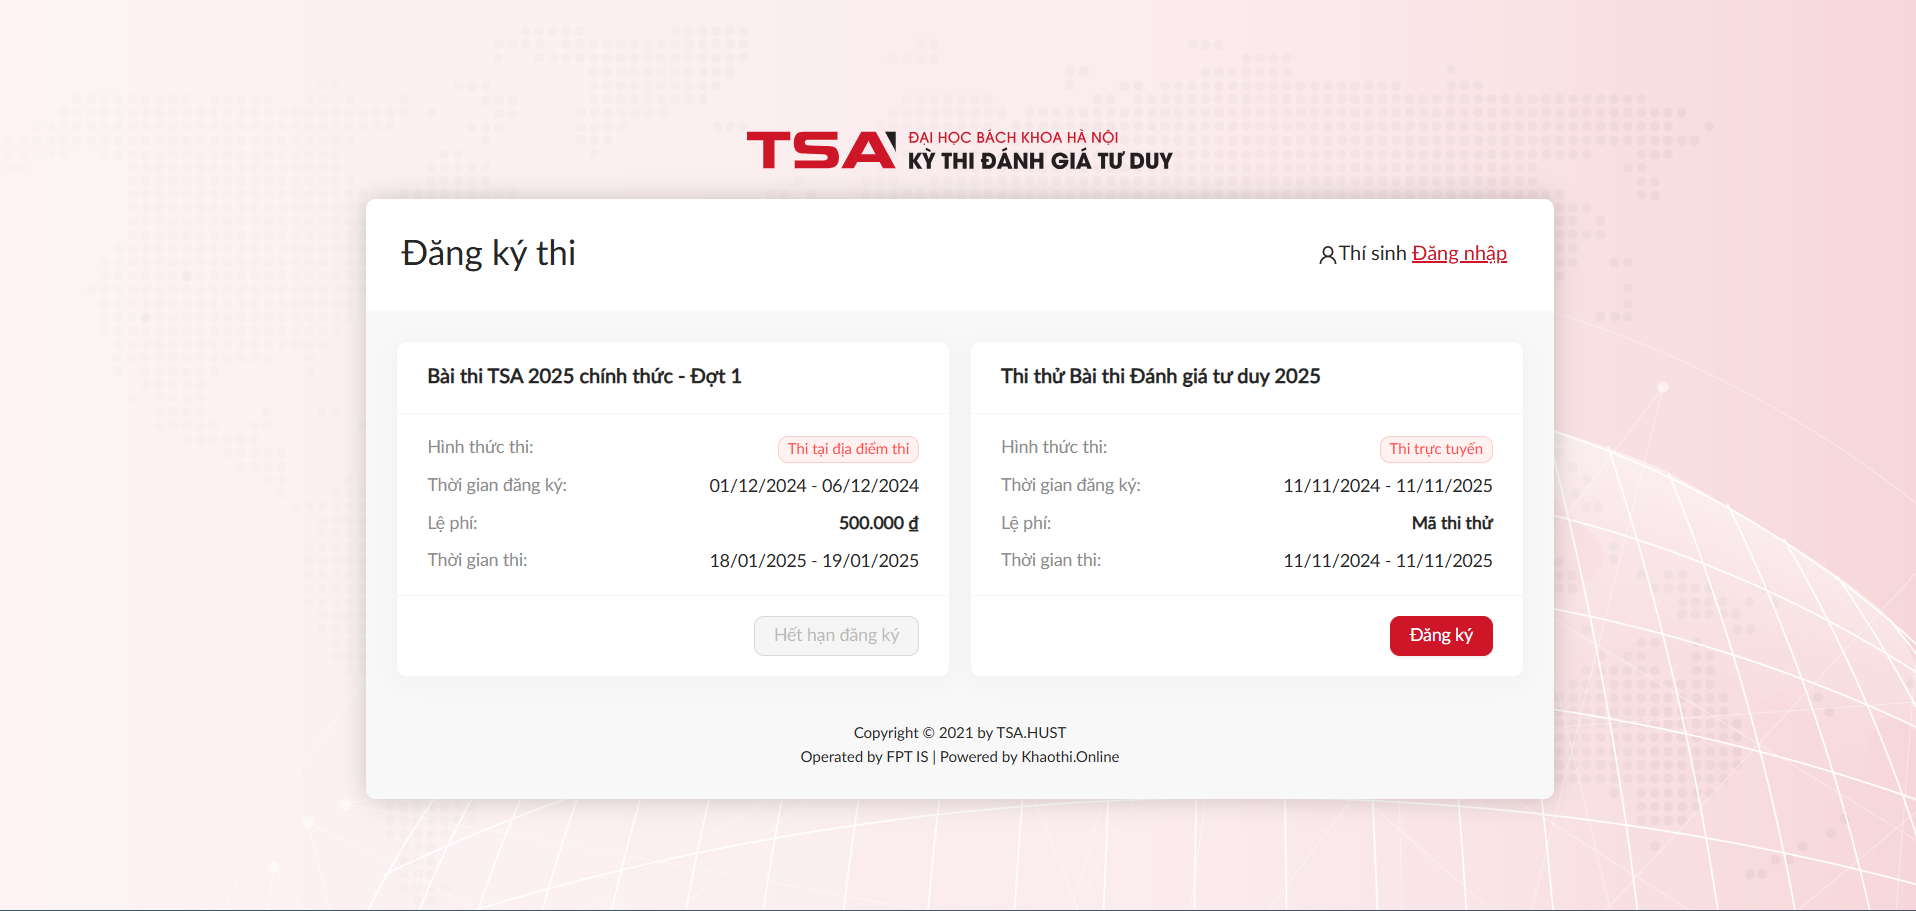 TSA
ĐẠI HỌC BÁCH KHOA HÀ NỘI
KỲ THI ĐÁNH GIÁ TƯ DUY
Đăng ký thi
Thí sinh Đăng nhập
Bài thi TSA 2025 chính thức - Đợt 1
Hình thức thi: Thi tại địa điểm thi
Thời gian đăng ký: 01/12/2024 - 06/12/2024
Lệ phí: 500.000 ₫
Thời gian thi: 18/01/2025 - 19/01/2025
Hết hạn đăng ký
Thi thử Bài thi Đánh giá tư duy 2025
Hình thức thi: Thi trực tuyến
Thời gian đăng ký: 11/11/2024 - 11/11/2025
Lệ phí: Mã thi thử
Thời gian thi: 11/11/2024 - 11/11/2025
Đăng ký
Copyright © 2021 by TSA.HUST
Operated by FPT IS | Powered by Khaothi.Online